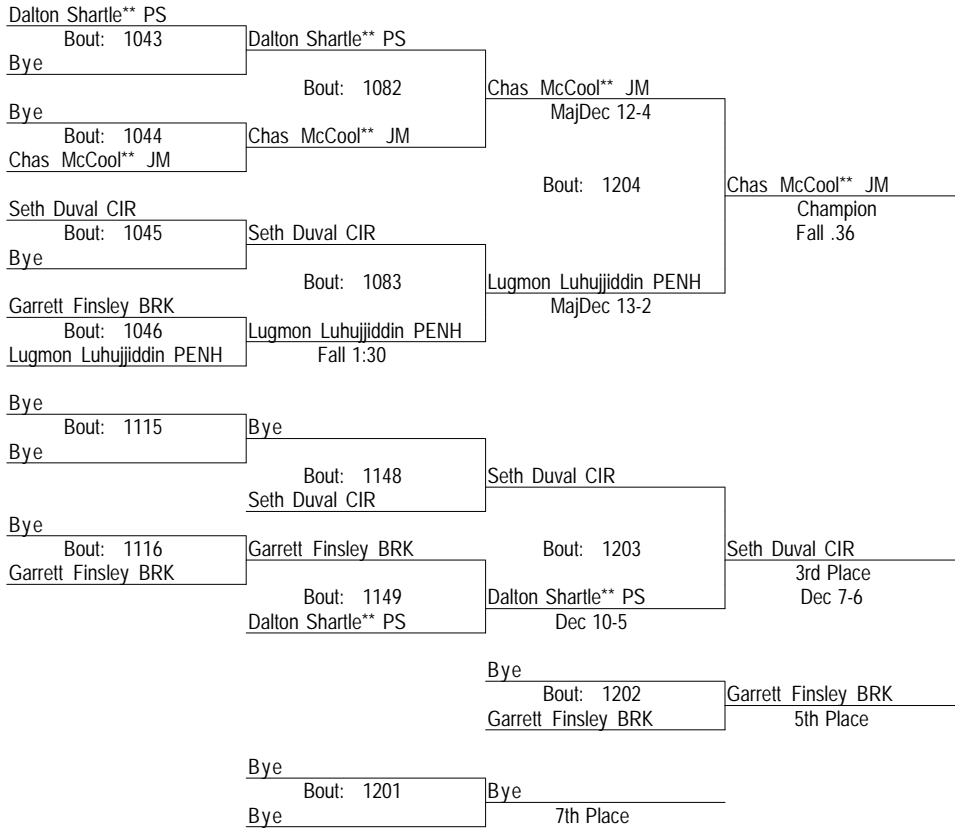 Dalton Shartle** PS
Bout: 1043
Dalton Shartle** PS
Bye
Bout: 1082
Chas McCool** JM
MajDec 12-4
Bye
Bout: 1044
Chas McCool** JM
Chas McCool** JM
Bout: 1204
Chas McCool** JM
Champion
Fall .36
Seth Duval CIR
Bout: 1045
Seth Duval CIR
Bye
Bout: 1083
Lugmon Luhujjiddin PENH
MajDec 13-2
Garrett Finsley BRK
Bout: 1046
Lugmon Luhujjiddin PENH
Lugmon Luhujjiddin PENH
Fall 1:30
Bye
Bout: 1115
Bye
Bye
Bout: 1148
Seth Duval CIR
Seth Duval CIR
Bye
Bout: 1116
Garrett Finsley BRK
Garrett Finsley BRK
Bout: 1203
Seth Duval CIR
3rd Place
Dec 7-6
Bout: 1149
Dalton Shartle** PS
Dec 10-5
Dalton Shartle** PS
Bye
Bout: 1202
Garrett Finsley BRK
Garrett Finsley BRK
5th Place
Bye
Bout: 1201
Bye
Bye
7th Place